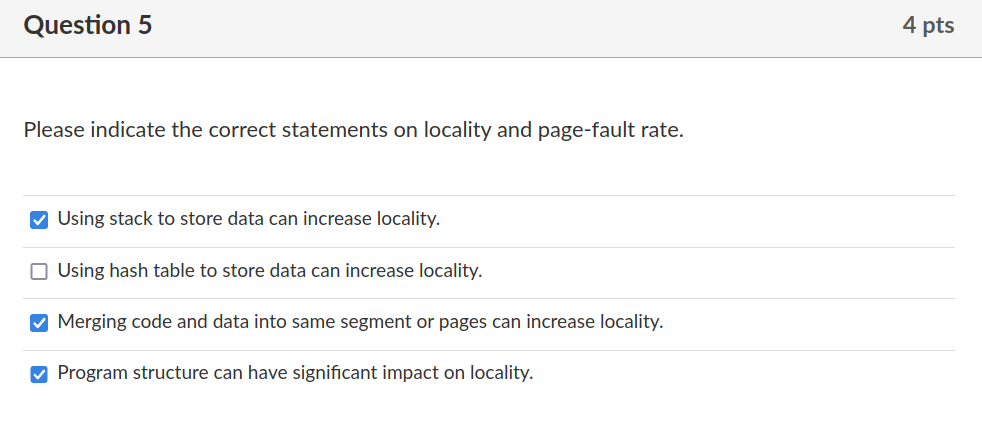 Question 5
4 pts
Please indicate the correct statements on locality and page-fault rate.
Using stack to store data can increase locality.
Using hash table to store data can increase locality.
Merging code and data into same segment or pages can increase locality.
Program structure can have significant impact on locality.